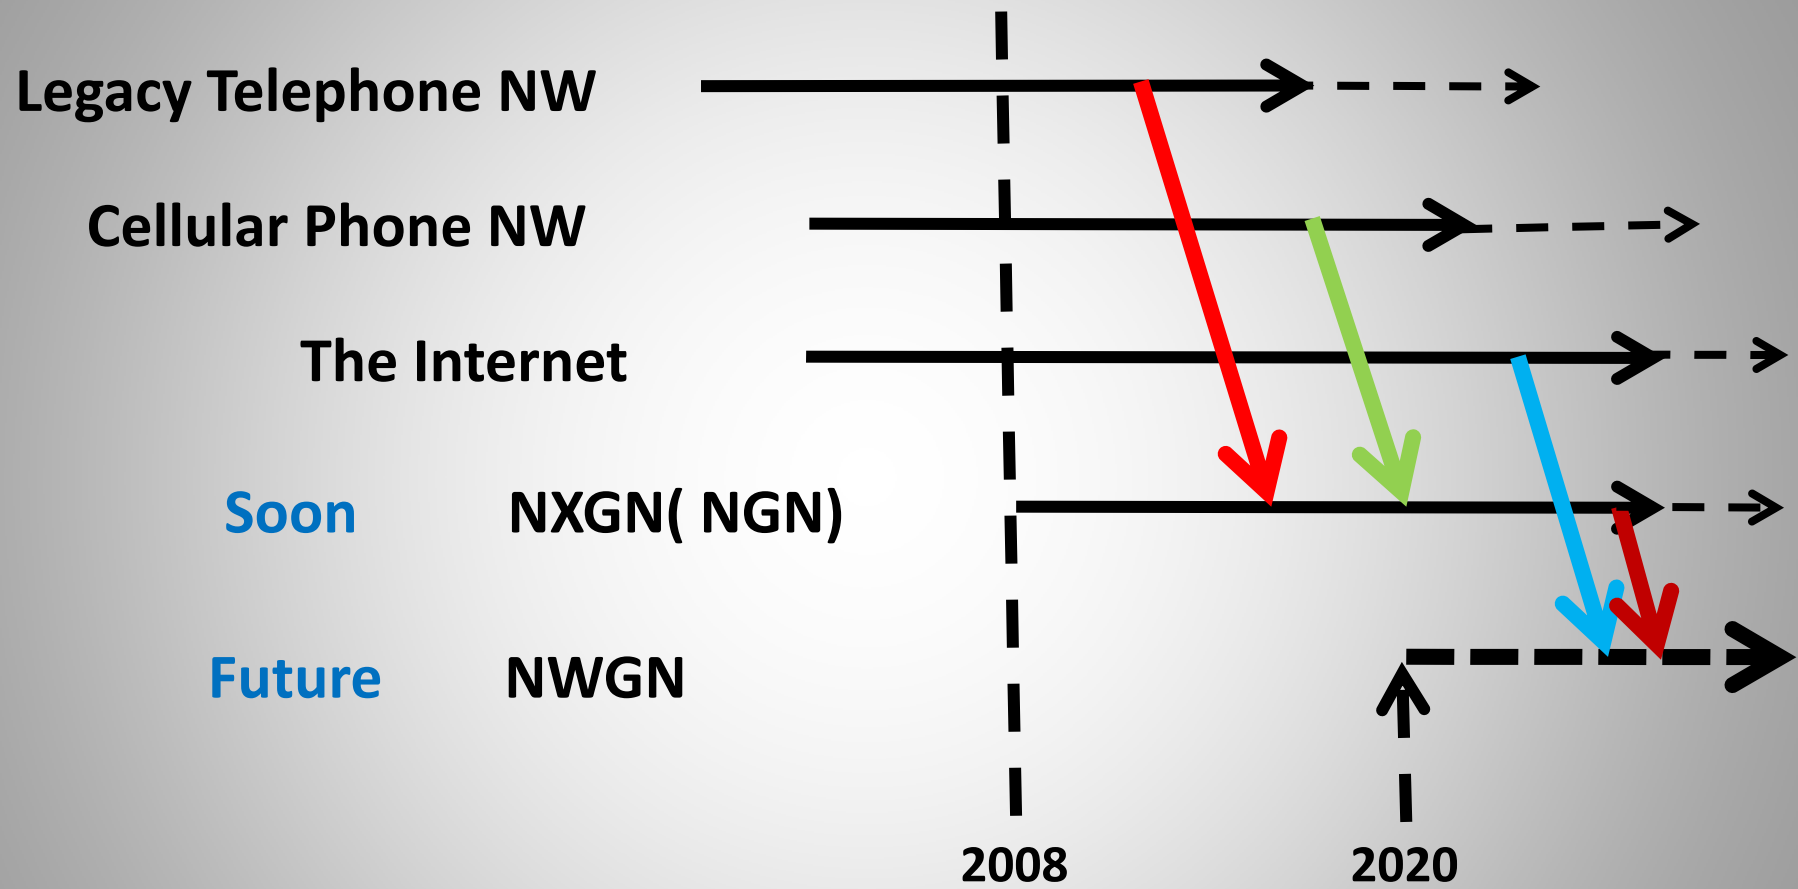 Legacy Telephone NW
Cellular Phone NW
The Internet
Soon NXGN( NGN)
Future NWGN
2008 2020